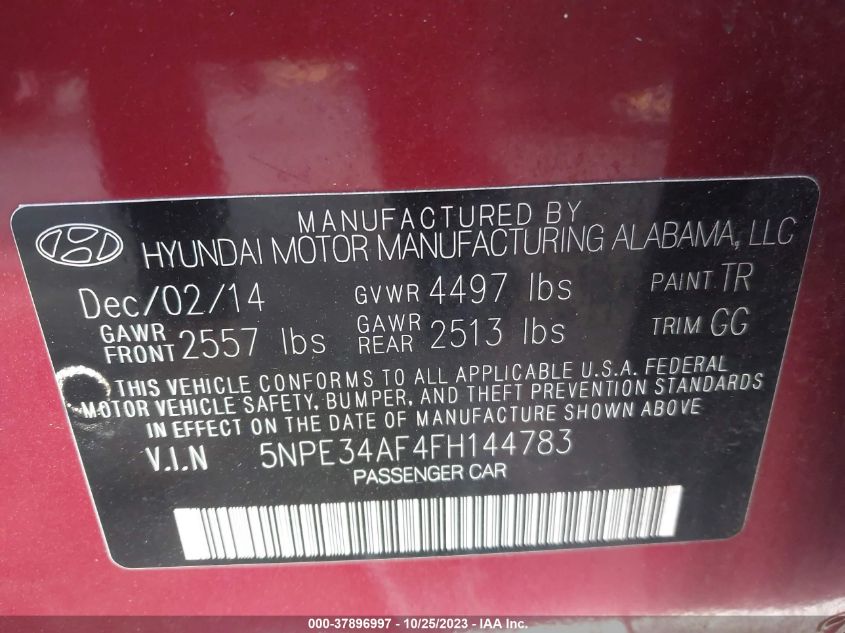 MANUFACTURED BY
HYUNDAI MOTOR MANUFACTURING ALABAMA, LLC
Dec/02/14 GVWR 4497 lbs PAINT TR
GAWR FRONT 2557 lbs GAWR REAR 2513 lbs TRIM GG
THIS VEHICLE CONFORMS TO ALL APPLICABLE U.S.A. FEDERAL
MOTOR VEHICLE SAFETY, BUMPER, AND THEFT PREVENTION STANDARDS
IN EFFECT ON THE DATE OF MANUFACTURE SHOWN ABOVE
V.I.N 5NPE34AF4FH144783
PASSENGER CAR
000-37896997 / 10/25/2023 - IAA Inc.